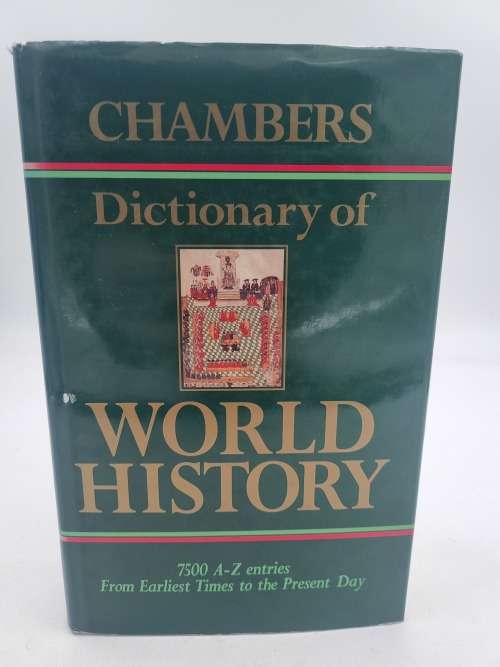 CHAMBERS
Dictionary of
WORLD
HISTORY
7500 A-Z entries
From Earliest Times to the Present Day